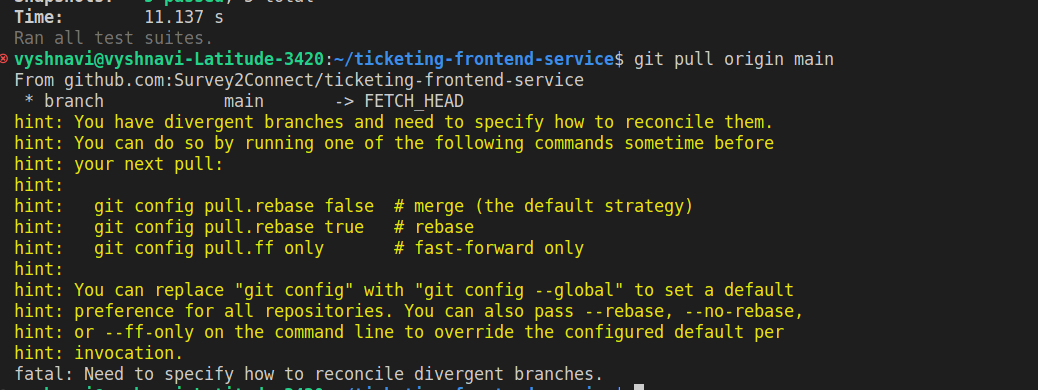 Time:        11.137 s
Ran all test suites.
vyshnavi@vyshnavi-Latitude-3420:~/ticketing-frontend-service$ git pull origin main
From github.com:Survey2Connect/ticketing-frontend-service
 * branch            main       -> FETCH_HEAD
hint: You have divergent branches and need to specify how to reconcile them.
hint: You can do so by running one of the following commands sometime before
hint: your next pull:
hint:
hint:   git config pull.rebase false  # merge (the default strategy)
hint:   git config pull.rebase true   # rebase
hint:   git config pull.ff only       # fast-forward only
hint:
hint: You can replace "git config" with "git config --global" to set a default
hint: preference for all repositories. You can also pass --rebase, --no-rebase,
hint: or --ff-only on the command line to override the configured default per
hint: invocation.
fatal: Need to specify how to reconcile divergent branches.